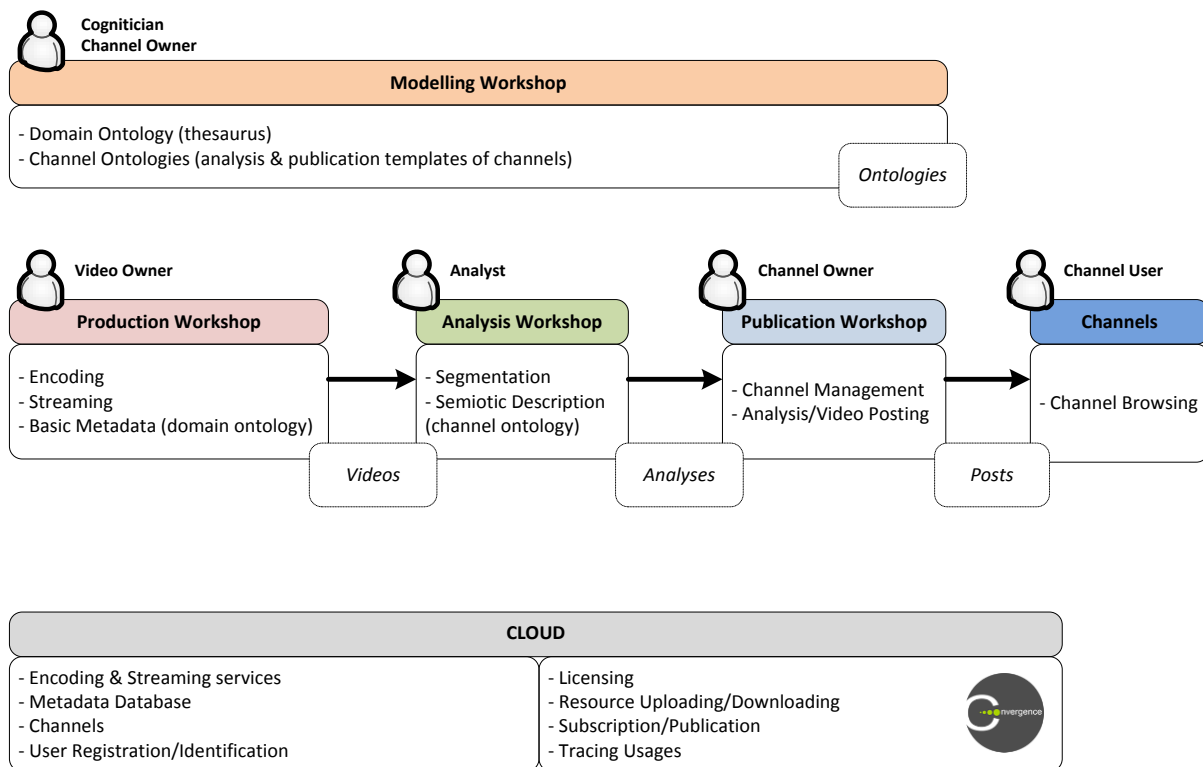 Cognitician
Channel Owner
Modelling Workshop
- Domain Ontology (thesaurus)
- Channel Ontologies (analysis & publication templates of channels)
Ontologies
Video Owner
Production Workshop
- Encoding
- Streaming
- Basic Metadata (domain ontology)
Videos
Analyst
Analysis Workshop
- Segmentation
- Semiotic Description
(channel ontology)
Analyses
Channel Owner
Publication Workshop
- Channel Management
- Analysis/Video Posting
Posts
Channel User
Channels
- Channel Browsing
CLOUD
- Encoding & Streaming services
- Metadata Database
- Channels
- User Registration/Identification
- Licensing
- Resource Uploading/Downloading
- Subscription/Publication
- Tracing Usages
Convergence